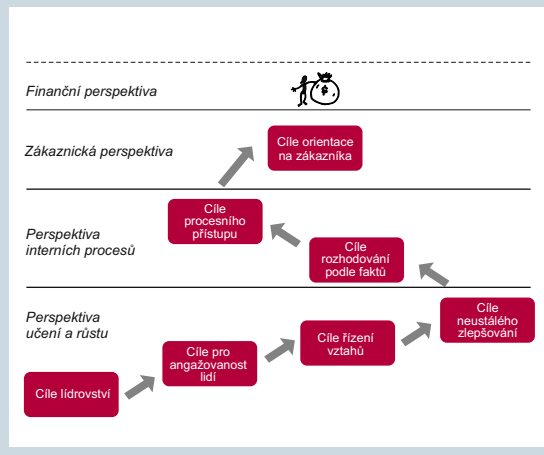 Finanční perspektiva
$
Zákaznická perspektiva
Cíle orientace
na zákazníka
Perspektiva
interních procesů
Cíle
procesního
přístupu
Cíle
rozhodování
podle faktů
Perspektiva
učení a růstu
Cíle
neustálého
zlepšování
Cíle řízení
vztahů
Cíle pro
angažovanost
lidí
Cíle lídrovství